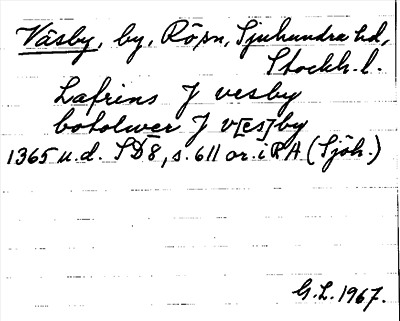 Väsby, by, Rö sn, Sjuhundra hd,
Stockh. l.
Lafrins J vesby
botolwer J v[es]by
1365 u.d. SD 8, s. 611 or. i RA (Sjöh.)
G.L. 1967.